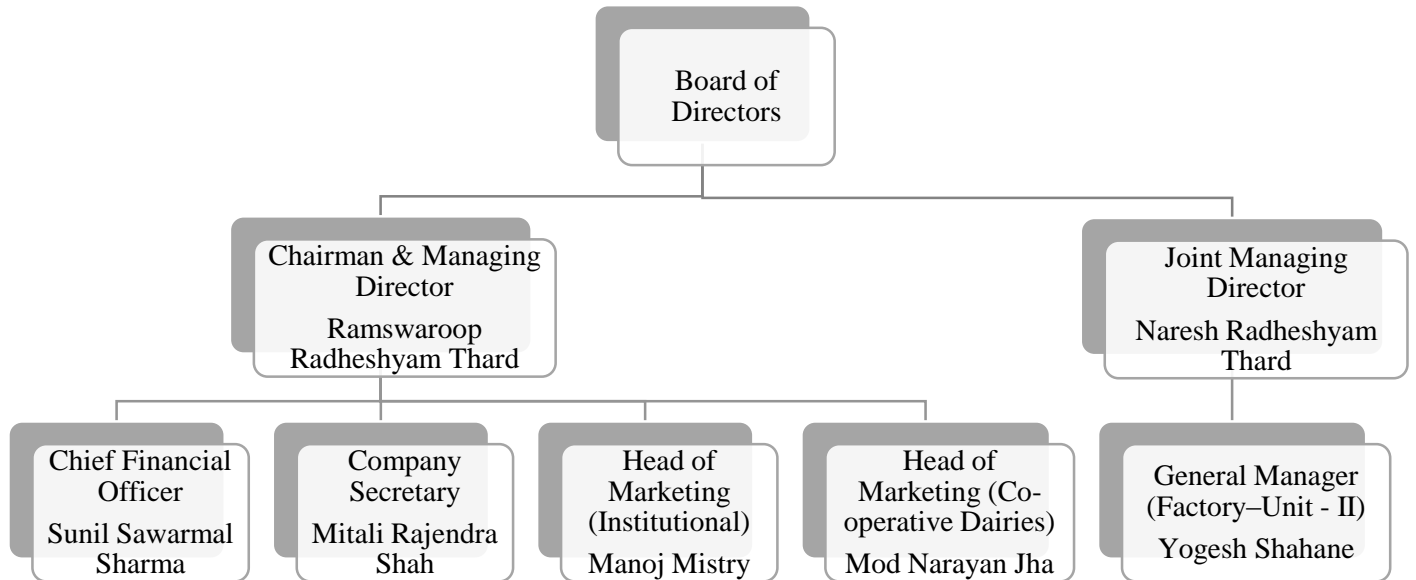 Board of
Directors
Chairman & Managing
Director
Ramswaroop
Radheshyam Thard
Joint Managing
Director
Naresh Radheshyam
Thard
Chief Financial
Officer
Sunil Sawarmal
Sharma
Company
Secretary
Mitali Rajendra
Shah
Head of
Marketing
(Institutional)
Manoj Mistry
Head of
Marketing (Co-
operative Dairies)
Mod Narayan Jha
General Manager
(Factory–Unit - II)
Yogesh Shahane